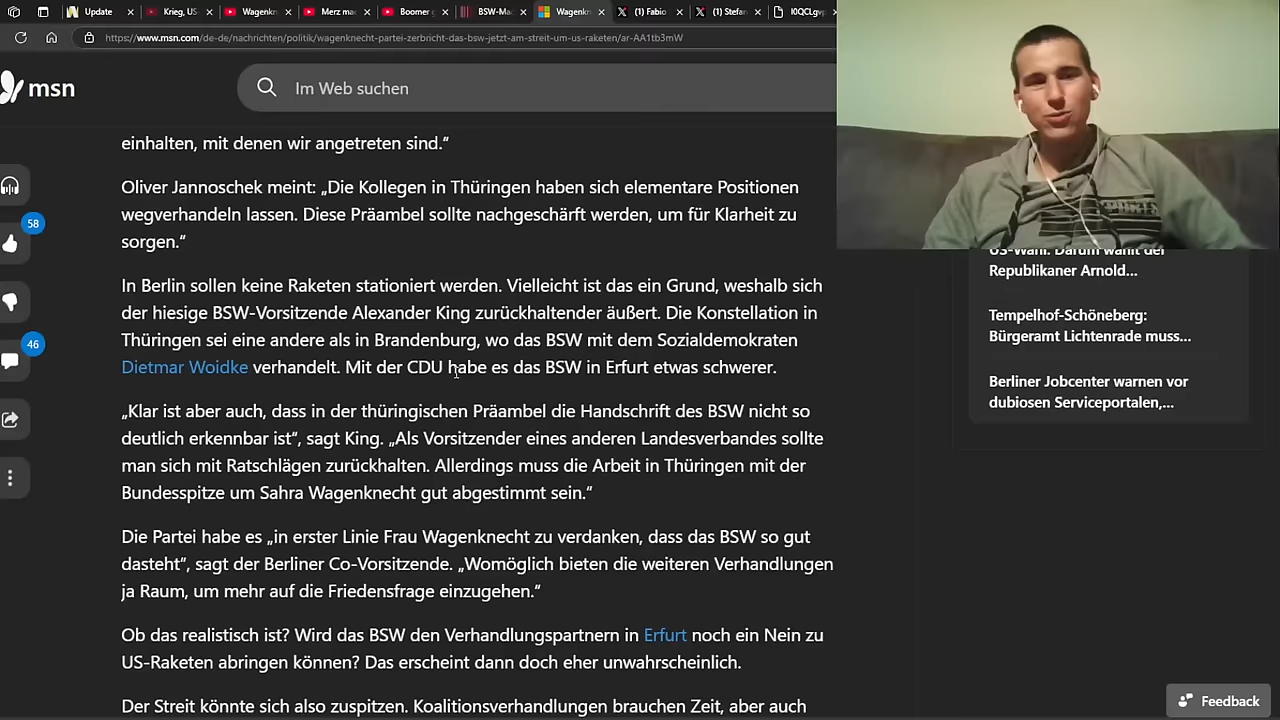 Update
Krieg, US
Wagenkn
Merz ma
Boomer g
BSW-Ma
Wagenkn
(1) Fabio
(1) Stefan
I0QCLgvp
https://www.msn.com/de-de/nachrichten/politik/wagenknecht-partei-zerbricht-das-bsw-jetzt-am-streit-um-us-raketen/ar-AA1tb3mW
msn
Im Web suchen
einhalten, mit denen wir angetreten sind.“
Oliver Jannoschek meint: „Die Kollegen in Thüringen haben sich elementare Positionen
wegverhandeln lassen. Diese Präambel sollte nachgeschärft werden, um für Klarheit zu
sorgen.“
58
In Berlin sollen keine Raketen stationiert werden. Vielleicht ist das ein Grund, weshalb sich
der hiesige BSW-Vorsitzende Alexander King zurückhaltender äußert. Die Konstellation in
Thüringen sei eine andere als in Brandenburg, wo das BSW mit dem Sozialdemokraten
Dietmar Woidke verhandelt. Mit der CDU habe es das BSW in Erfurt etwas schwerer.
46
„Klar ist aber auch, dass in der thüringischen Präambel die Handschrift des BSW nicht so
deutlich erkennbar ist“, sagt King. „Als Vorsitzender eines anderen Landesverbandes sollte
man sich mit Ratschlägen zurückhalten. Allerdings muss die Arbeit in Thüringen mit der
Bundesspitze um Sahra Wagenknecht gut abgestimmt sein.“
Die Partei habe es „in erster Linie Frau Wagenknecht zu verdanken, dass das BSW so gut
dasteht“, sagt der Berliner Co-Vorsitzende. „Womöglich bieten die weiteren Verhandlungen
ja Raum, um mehr auf die Friedensfrage einzugehen.“
Ob das realistisch ist? Wird das BSW den Verhandlungspartnern in Erfurt noch ein Nein zu
US-Raketen abringen können? Das erscheint dann doch eher unwahrscheinlich.
Der Streit könnte sich also zuspitzen. Koalitionsverhandlungen brauchen Zeit, aber auch
US-Wahl: Darum wählt der
Republikaner Arnold...
Tempelhof-Schöneberg:
Bürgeramt Lichtenrade muss...
Berliner Jobcenter warnen vor
dubiosen Serviceportalen,...
Feedback